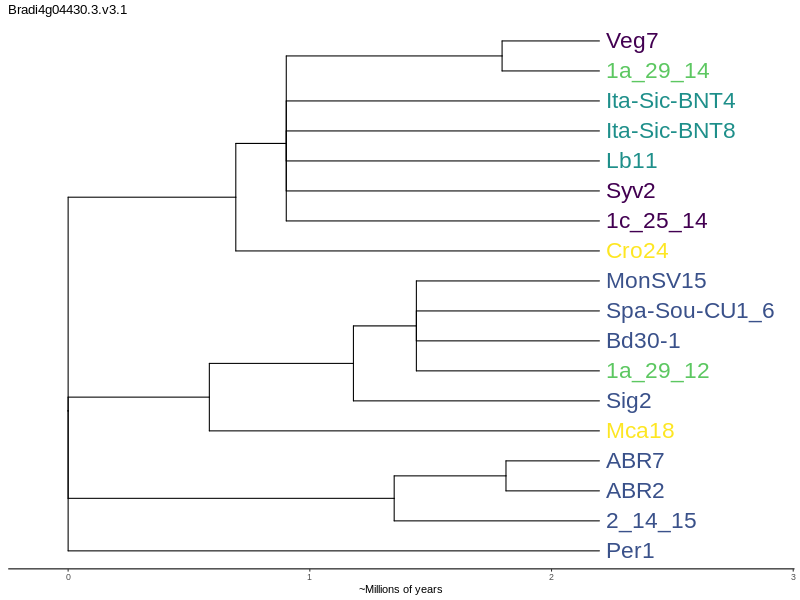 Bradi4g04430.3.v3.1
Veg7
1a_29_14
Ita-Sic-BNT4
Ita-Sic-BNT8
Lb11
Syv2
1c_25_14
Cro24
MonSV15
Spa-Sou-CU1_6
Bd30-1
1a_29_12
Sig2
Mca18
ABR7
ABR2
2_14_15
Per1
0 1 2 3
~Millions of years